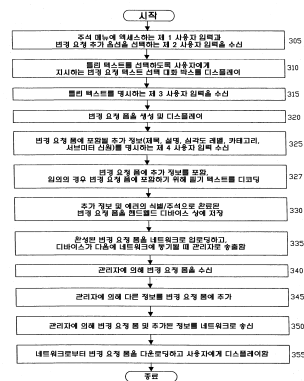 시작
주석 메뉴에 액세스하는 제 1 사용자 입력과
변경 요청 추가 옵션을 선택하는 제 2 사용자 입력을 수신
305
틀린 텍스트를 선택하도록 사용자에게
지시하는 변경 요청 텍스트 선택 대화 박스를 디스플레이
310
틀린 텍스트를 명시하는 제 3 사용자 입력을 수신
315
변경 요청 폼을 생성 및 디스플레이
320
변경 요청 폼에 포함될 추가 정보(제목, 설명, 심각도 레벨, 카테고리,
서브미터 신원)를 명시하는 제 4 사용자 입력 수신
325
변경 요청 폼에 추가 정보를 포함,
임의의 경우 변경 요청 폼에 포함하기 위해 필기 텍스트를 디코딩
327
추가 정보 및 에러의 식별/주석으로 완료된
변경 요청 폼을 핸드헬드 디바이스 상에 저장
330
완성된 변경 요청 폼을 네트워크로 업로딩하고,
디바이스가 다음에 네트워크에 동기될 때 관리자로 송출함
335
관리자에 의해 변경 요청 폼을 수신
340
관리자에 의해 다른 정보를 변경 요청 폼에 추가
345
관리자에 의해 변경 요청 폼 및 추가된 정보를 네트워크로 송신
350
네트워크로부터 변경 요청 폼을 다운로딩하고 사용자에게 디스플레이함
355
종료